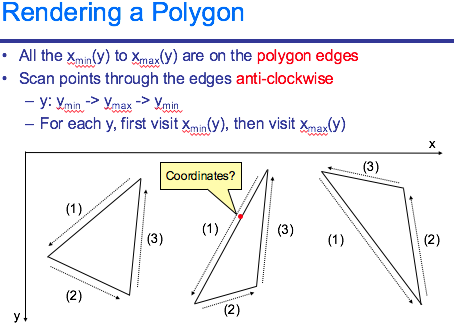 Rendering a Polygon
• All the xmin(y) to xmax(y) are on the polygon edges
• Scan points through the edges anti-clockwise
– y: ymin -> ymax -> ymin
– For each y, first visit xmin(y), then visit xmax(y)
x
(3)
Coordinates?
(1)
(1)
(3)
(3)
(1)
(2)
(2)
(2)
y